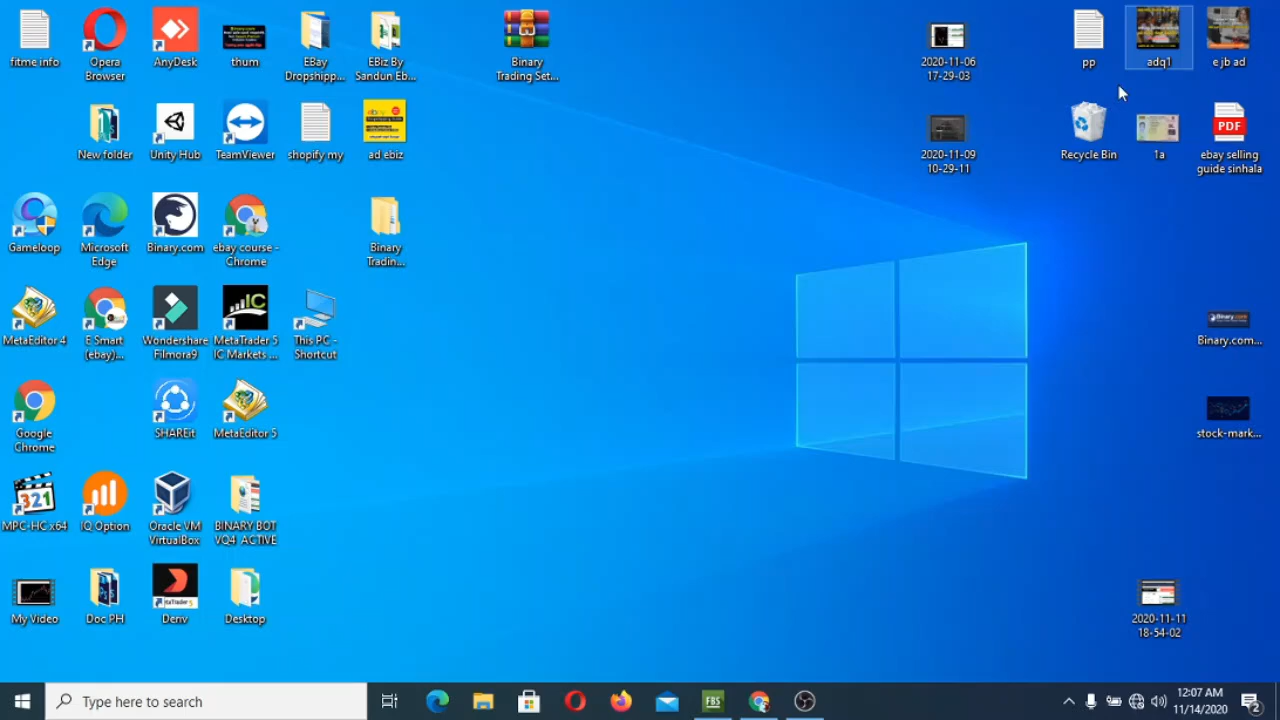 fitme info
Opera
Browser
AnyDesk
thum
EBay
Dropshipp...
EBiz By
Sandun Eb...
Binary
Trading Set...
2020-11-06
17-29-03
pp
adq1
e jb ad
New folder
Unity Hub
TeamViewer
shopify my
ad ebiz
2020-11-09
10-29-11
Recycle Bin
1a
PDF
ebay selling
guide sinhala
Gameloop
Microsoft
Edge
Binary.com
ebay course -
Chrome
Binary
Tradin...
MetaEditor 4
E Smart
(ebay)...
Wondershare
Filmora9
IC
MetaTrader 5
IC Markets ...
This PC -
Shortcut
Binary.com
Binary.com...
Google
Chrome
SHAREit
MetaEditor 5
stock-mark...
321
MPC-HC x64
IQ Option
Oracle VM
VirtualBox
BINARY BOT
VQ4 ACTIVE
My Video
Doc PH
Deriv
Desktop
2020-11-11
18-54-02
Type here to search
FBS
12:07 AM
11/14/2020
2